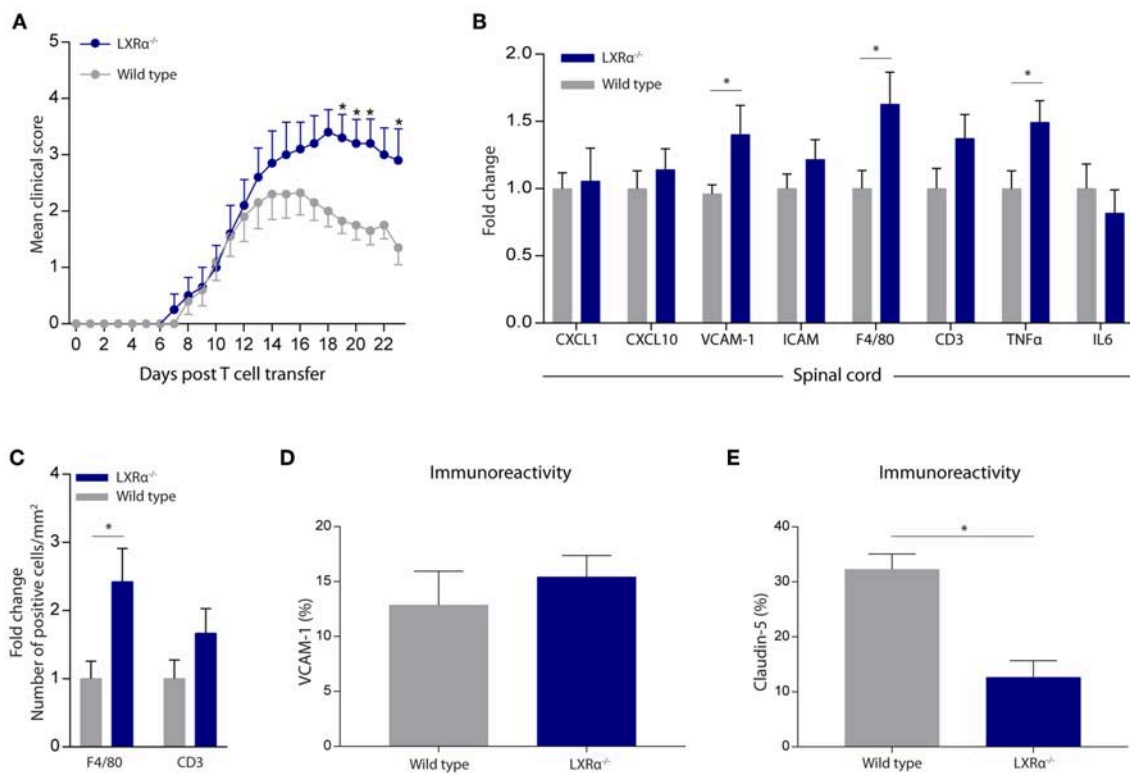 A
LXRα⁻/⁻
Wild type
5
4
3
2
1
0
Mean clinical score
* * * *
0 2 4 6 8 10 12 14 16 18 20 22
Days post T cell transfer
B
LXRα⁻/⁻
Wild type
2.0
1.5
1.0
0.5
0.0
Fold change
* * *
CXCL1 CXCL10 VCAM-1 ICAM F4/80 CD3 TNFα IL6
Spinal cord
C
LXRα⁻/⁻
Wild type
4
3
2
1
0
Fold change
Number of positive cells/mm²
*
F4/80 CD3
D
Immunoreactivity
20
15
10
5
0
VCAM-1 (%)
Wild type LXRα⁻/⁻
E
Immunoreactivity
40
30
20
10
0
Claudin-5 (%)
*
Wild type LXRα⁻/⁻